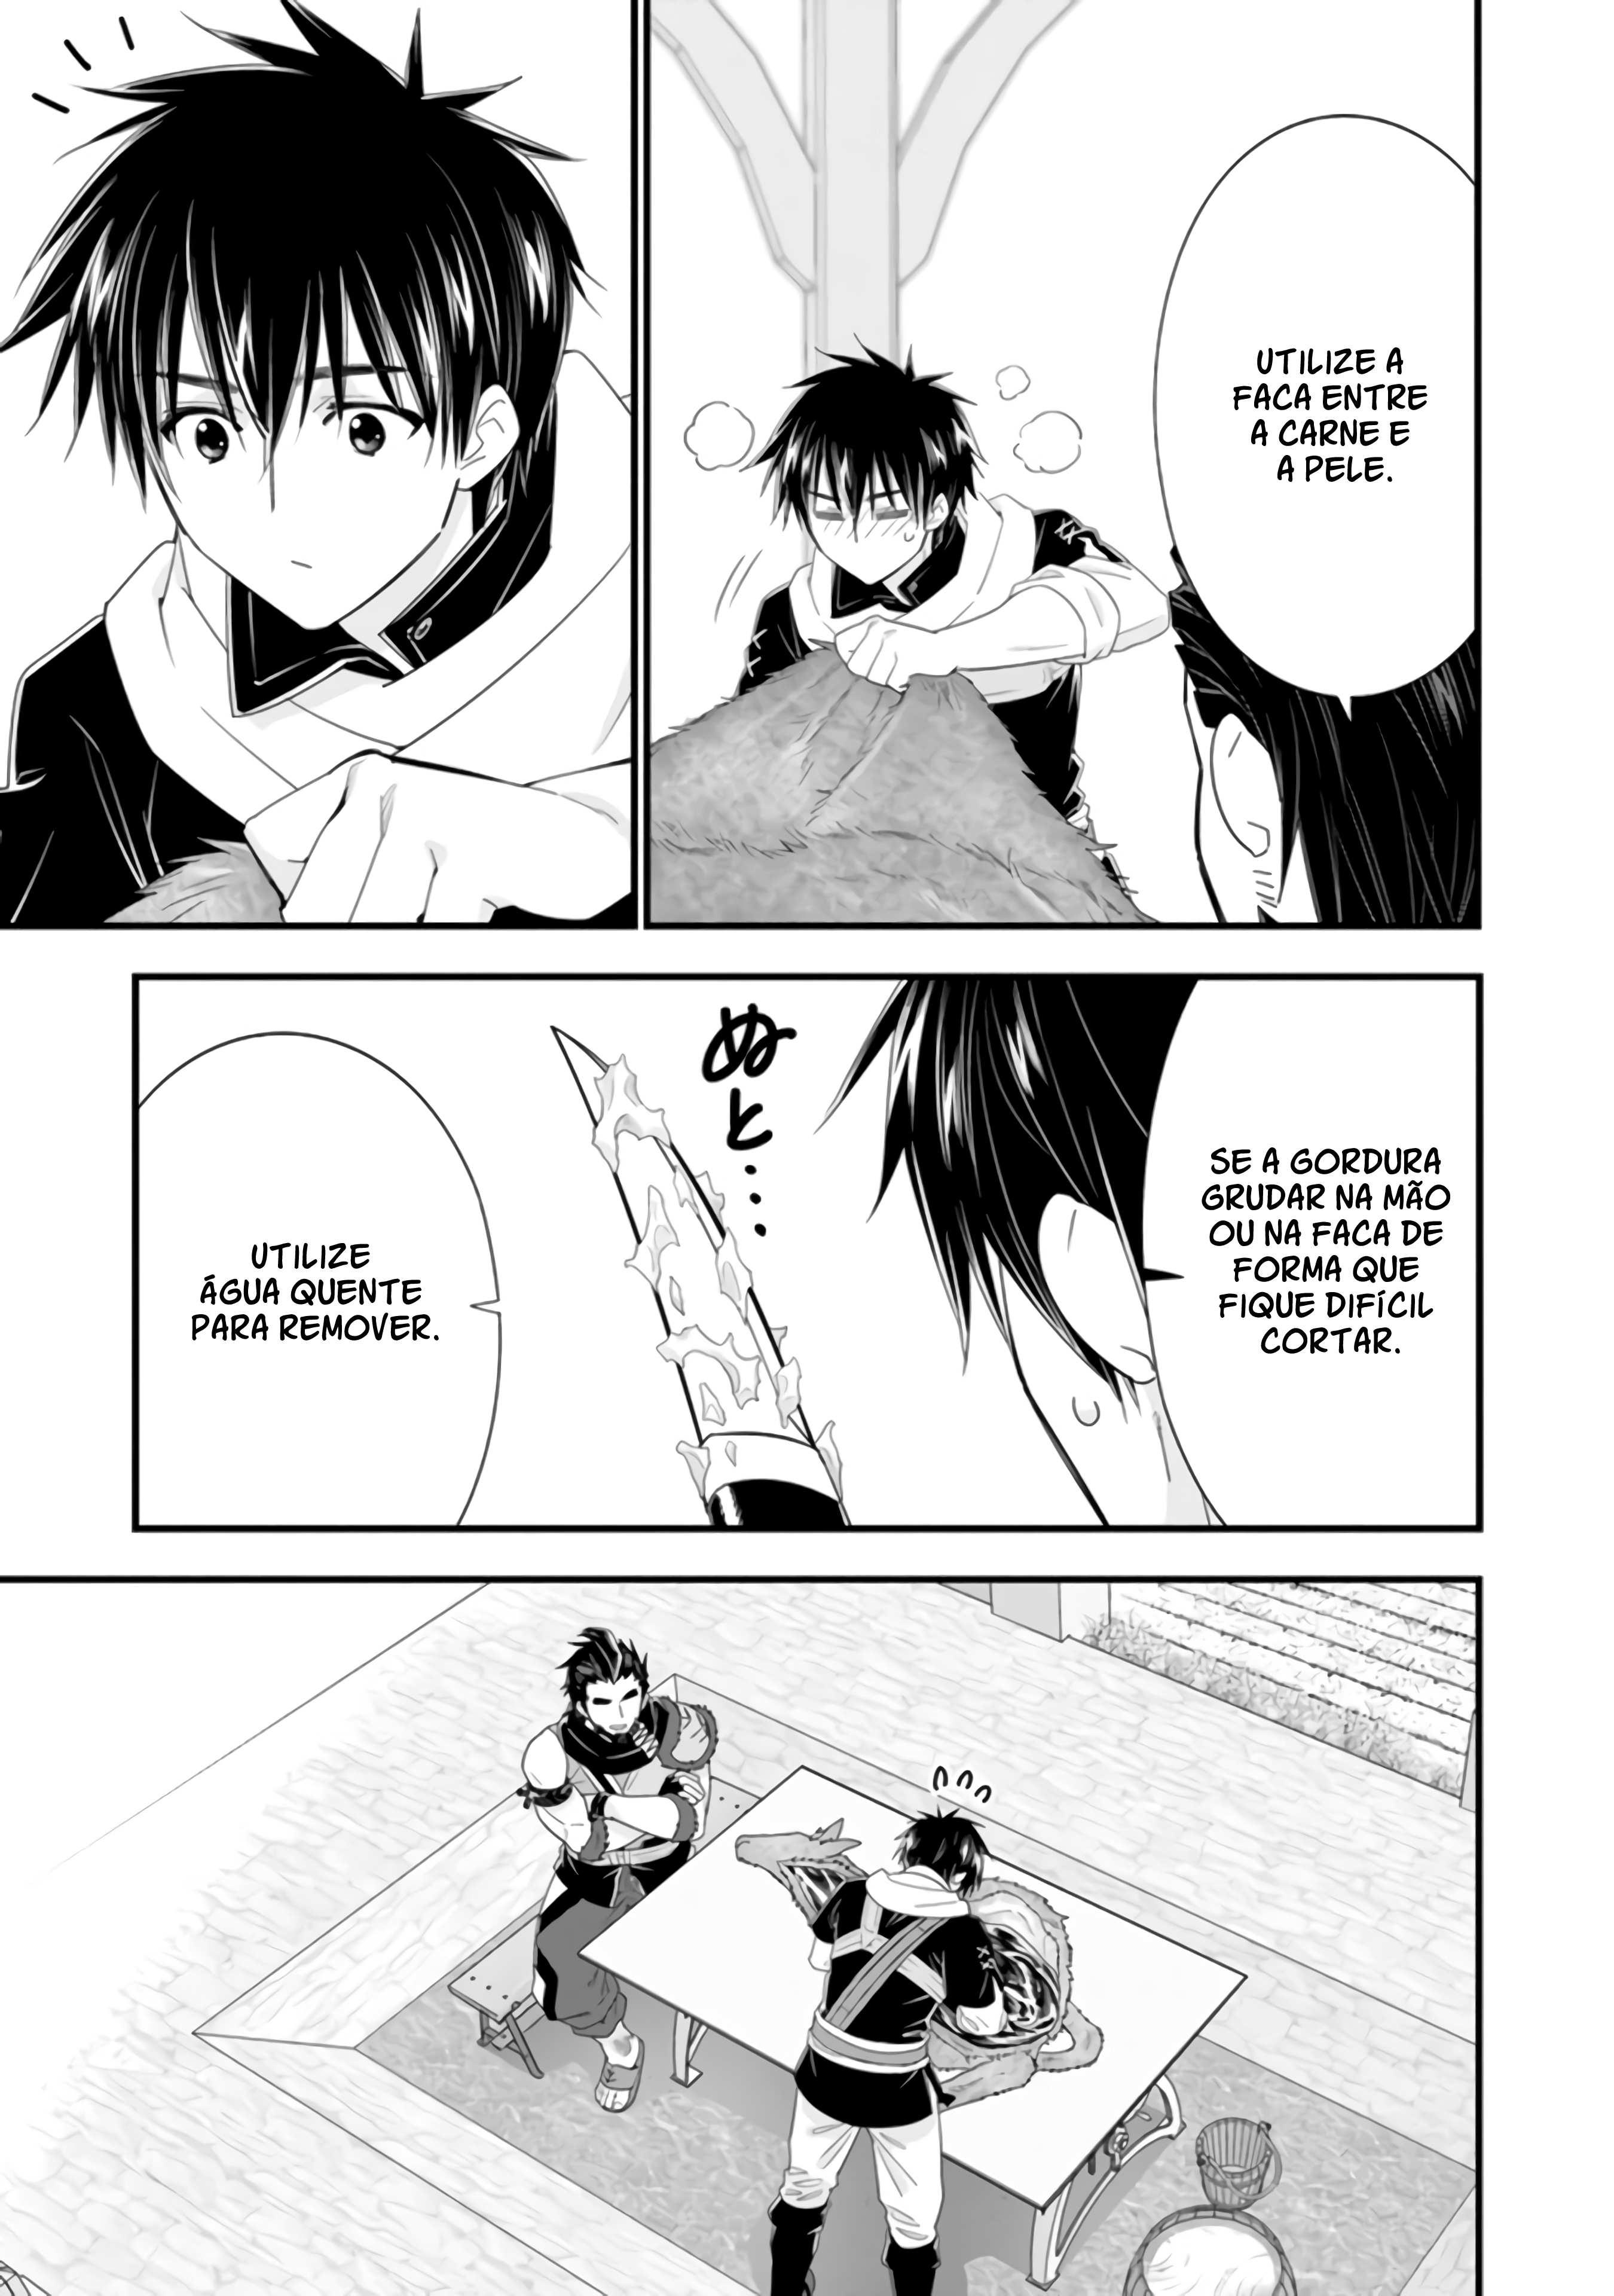 UTILIZE A
FACA ENTRE
A CARNE E
A PELE.
SE A GORDURA
GRUDAR NA MÃO
OU NA FACA DE
FORMA QUE
FIQUE DIFÍCIL
CORTAR.
ぬと...
UTILIZE
ÁGUA QUENTE
PARA REMOVER.